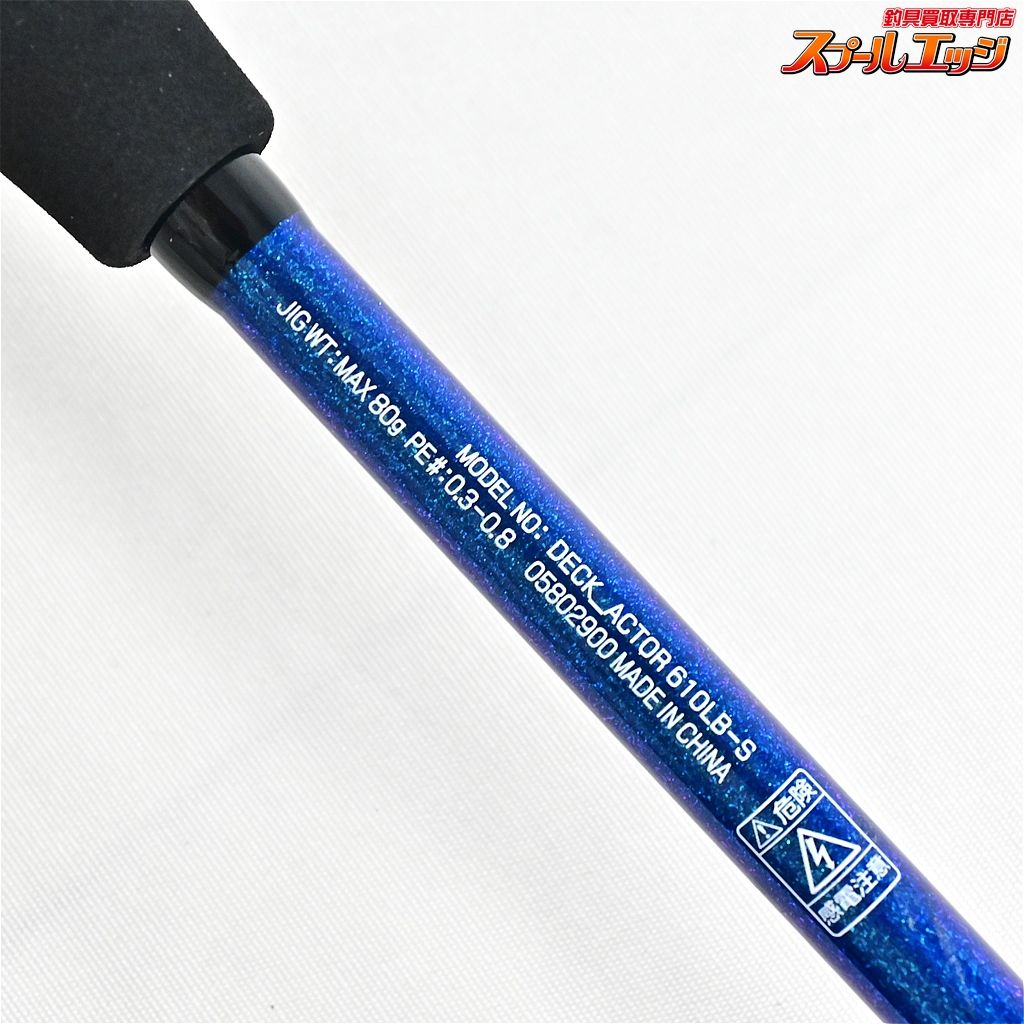 釣具買取専門店
スプールエッジ
MODEL NO: DECK_ACTOR 610LB-S
JIG WT:MAX 80g PE#:0.3-0.8 05802900 MADE IN CHINA
危険
感電注意